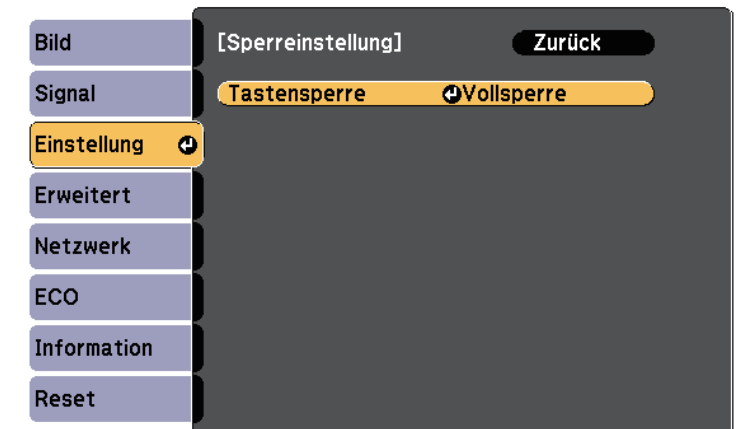 Bild
Signal
Einstellung
Erweitert
Netzwerk
ECO
Information
Reset
[Sperreinstellung] Zurück
Tastensperre Vollsperre